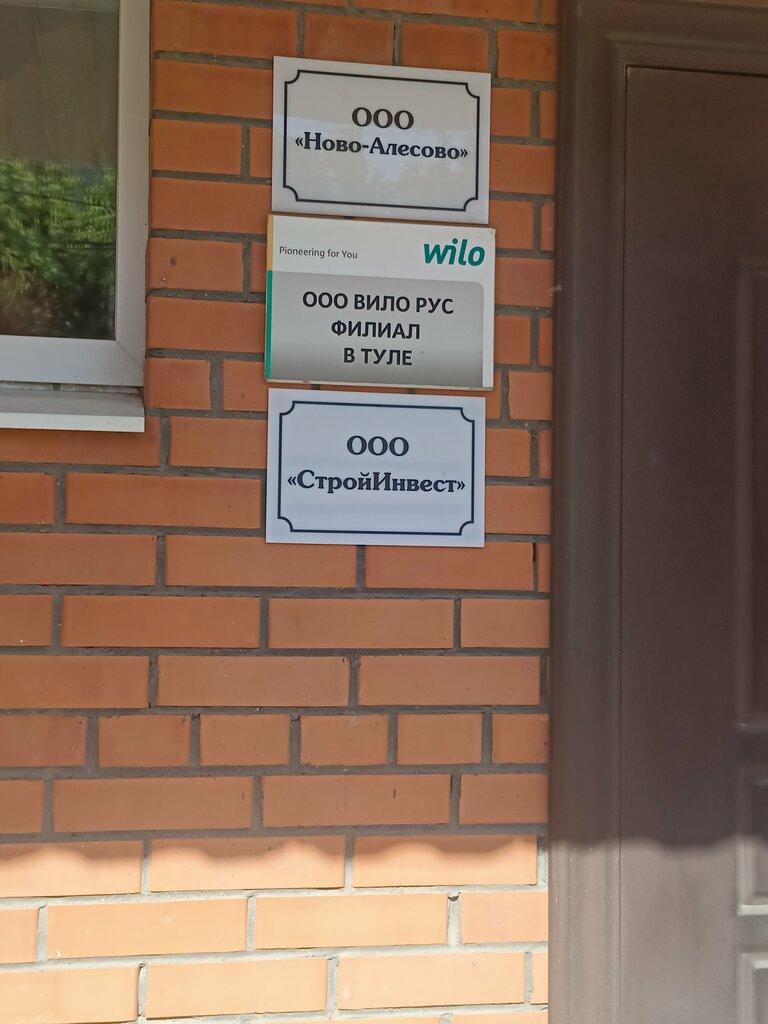 ООО
«Ново-Алесово»
Pioneering for You
wilo
ООО ВИЛО РУС
ФИЛИАЛ
В ТУЛЕ
ООО
«СтройИнвест»